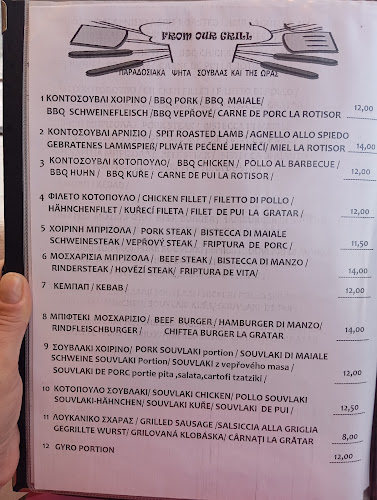 FROM OUR GRILL
ΠΑΡΑΔΟΣΙΑΚΑ ΨΗΤΑ ΣΟΥΒΛΑΣ ΚΑΙ ΤΗΣ ΩΡΑΣ
1 ΚΟΝΤΟΣΟΥΒΛΙ ΧΟΙΡΙΝΟ / BBQ PORK / BBQ MAIALE/
BBQ SCHWEINEFLEISCH /BBQ VEPŘOVÉ/ CARNE DE PORC LA ROTISOR 12,00
2 ΚΟΝΤΟΣΟΥΒΛΙ ΑΡΝΙΣΙΟ / SPIT ROASTED LAMB / AGNELLO ALLO SPIEDO
GEBRATENES LAMMSPIEß/ PLIVÁTE PEČENÉ JEHNĚČÍ/ MIEL LA ROTISOR 14,00
3 ΚΟΝΤΟΣΟΥΒΛΙ ΚΟΤΟΠΟΥΛΟ/ BBQ CHICKEN / POLLO AL BARBECUE /
BBQ HUHN / BBQ KUŘE / CARNE DE PUI LA ROTISOR / 12,00
4 ΦΙΛΕΤΟ ΚΟΤΟΠΟΥΛΟ / CHICKEN FILLET / FILETTO DI POLLO /
HÄHNCHENFILET / KUŘECÍ FILETA / FILET DE PUI LA GRATAR / 12,00
5 ΧΟΙΡΙΝΗ ΜΠΡΙΖΟΛΑ / PORK STEAK / BISTECCA DI MAIALE
SCHWEINESTEAK / VEPŘOVÝ STEAK / FRIPTURA DE PORC / 11,50
6 ΜΟΣΧΑΡΙΣΙΑ ΜΠΡΙΖΟΛΑ / BEEF STEAK / BISTECCA DI MANZO /
RINDERSTEAK / HOVĚZÍ STEAK/ FRIPTURA DE VITA/ 14,00
7 ΚΕΜΠΑΠ / KEBAB / 12,00
8 ΜΠΙΦΤΕΚΙ ΜΟΣΧΑΡΙΣΙΟ/ BEEF BURGER / HAMBURGER DI MANZO/
RINDFLEISCHBURGER / CHIFTEA BURGER LA GRATAR 14,00
9 ΣΟΥΒΛΑΚΙ ΧΟΙΡΙΝΟ/ PORK SOUVLAKI portion / SOUVLAKI DI MAIALE
SCHWEINE SOUVLAKI Portion/ SOUVLAKI z vepřového masa /
SOUVLAKI DE PORC portie pita ,salata,cartofi tzatziki / 12,00
10 ΚΟΤΟΠΟΥΛΟ ΣΟΥΒΛΑΚΙ/ SOUVLAKI CHICKEN/ POLLO SOUVLAKI
SOUVLAKI-HÄHNCHEN/ SOUVLAKI KUŘE/ SOUVLAKI DE PUI / 12,50
11 ΛΟΥΚΑΝΙΚΟ ΣΧΑΡΑΣ / GRILLED SAUSAGE /SALSICCIA ALLA GRIGLIA
GEGRILLTE WURST/ GRILOVANÁ KLOBÁSKA/ CÂRNAȚI LA GRĂTAR 8,00
12 GYRO PORTION 12,00